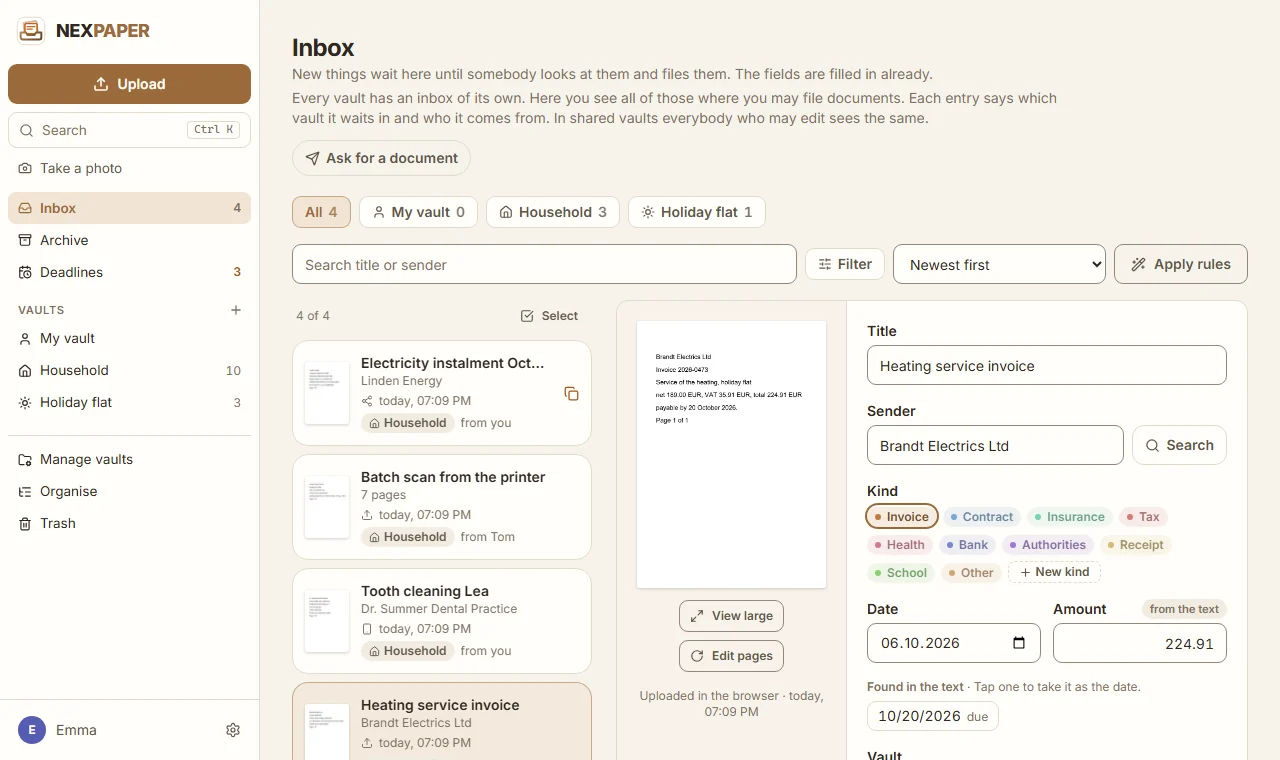 NEXPAPER
Upload
Search Ctrl K
Take a photo
Inbox 4
Archive
Deadlines 3
VAULTS
My vault
Household 10
Holiday flat 3
Manage vaults
Organise
Trash
E Emma
Inbox
New things wait here until somebody looks at them and files them. The fields are filled in already.
Every vault has an inbox of its own. Here you see all of those where you may file documents. Each entry says which
vault it waits in and who it comes from. In shared vaults everybody who may edit sees the same.
Ask for a document
All 4 My vault 0 Household 3 Holiday flat 1
Search title or sender Filter Newest first Apply rules
4 of 4 Select
Electricity instalment Oct...
Linden Energy
today, 07:09 PM
Household from you
Batch scan from the printer
7 pages
today, 07:09 PM
Household from Tom
Tooth cleaning Lea
Dr. Summer Dental Practice
today, 07:09 PM
Household from you
Heating service invoice
Brandt Electrics Ltd
today, 07:09 PM
Brandt Electrics Ltd
Invoice 2026-0473
Service of the heating, holiday flat
net 189.00 EUR, VAT 35.91 EUR, total 224.91 EUR
payable by 20 October 2026.
Page 1 of 1
View large
Edit pages
Uploaded in the browser · today,
07:09 PM
Title
Heating service invoice
Sender
Brandt Electrics Ltd Search
Kind
Invoice Contract Insurance Tax
Health Bank Authorities Receipt
School Other + New kind
Date Amount from the text
06.10.2026 224.91
Found in the text · Tap one to take it as the date.
10/20/2026 due
Vault